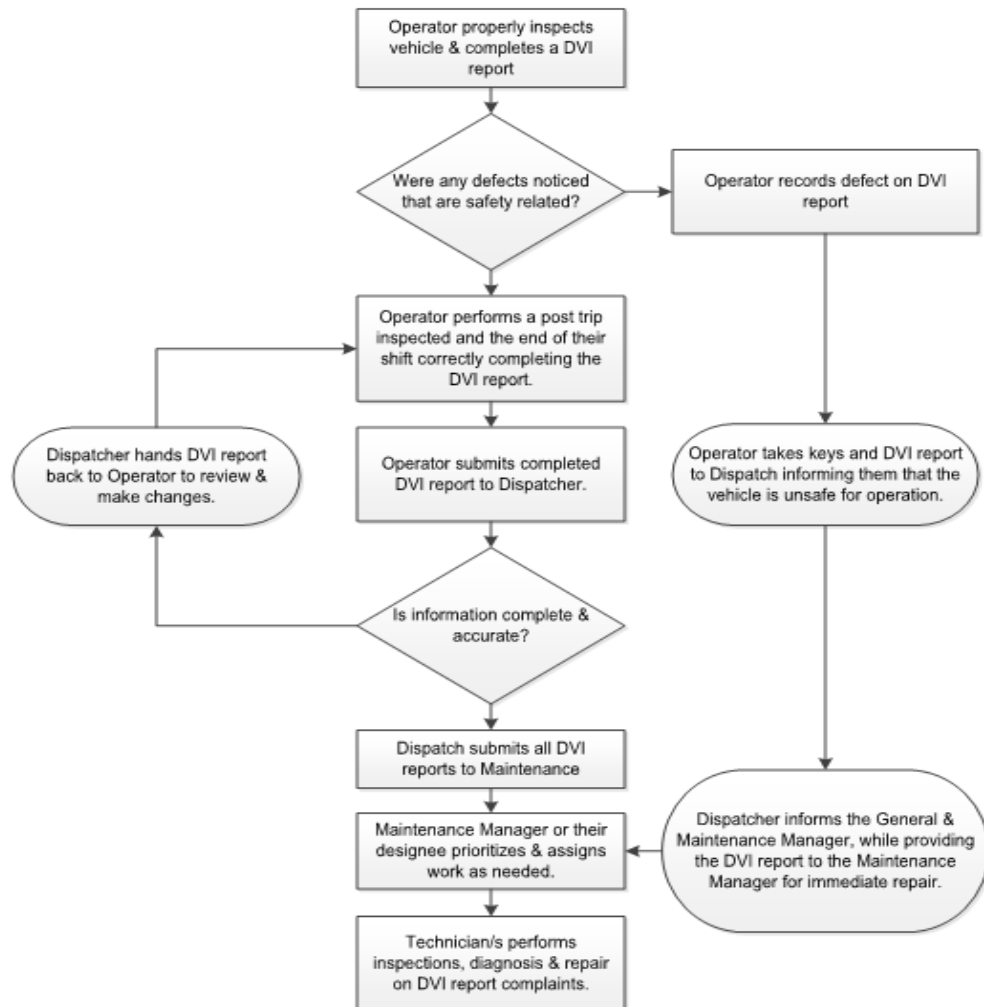 Operator properly inspects
vehicle & completes a DVI
report
Were any defects noticed
that are safety related?
Operator records defect on DVI
report
Operator performs a post trip
inspected and the end of their
shift correctly completing the
DVI report.
Dispatcher hands DVI report
back to Operator to review &
make changes.
Operator submits completed
DVI report to Dispatcher.
Operator takes keys and DVI report
to Dispatch informing them that the
vehicle is unsafe for operation.
Is information complete &
accurate?
Dispatch submits all DVI
reports to Maintenance
Maintenance Manager or their
designee prioritizes & assigns
work as needed.
Dispatcher informs the General &
Maintenance Manager, while providing
the DVI report to the Maintenance
Manager for immediate repair.
Technician/s performs
inspections, diagnosis & repair
on DVI report complaints.